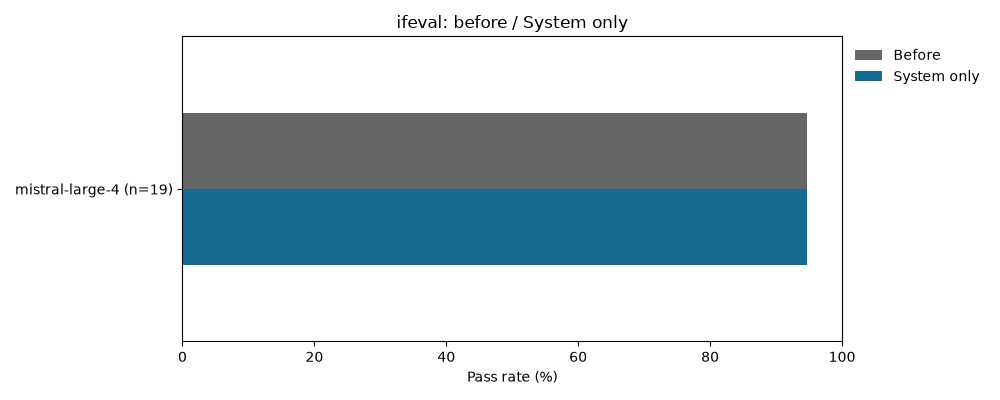 ifeval: before / System only
Before
System only
mistral-large-4 (n=19)
0 20 40 60 80 100
Pass rate (%)